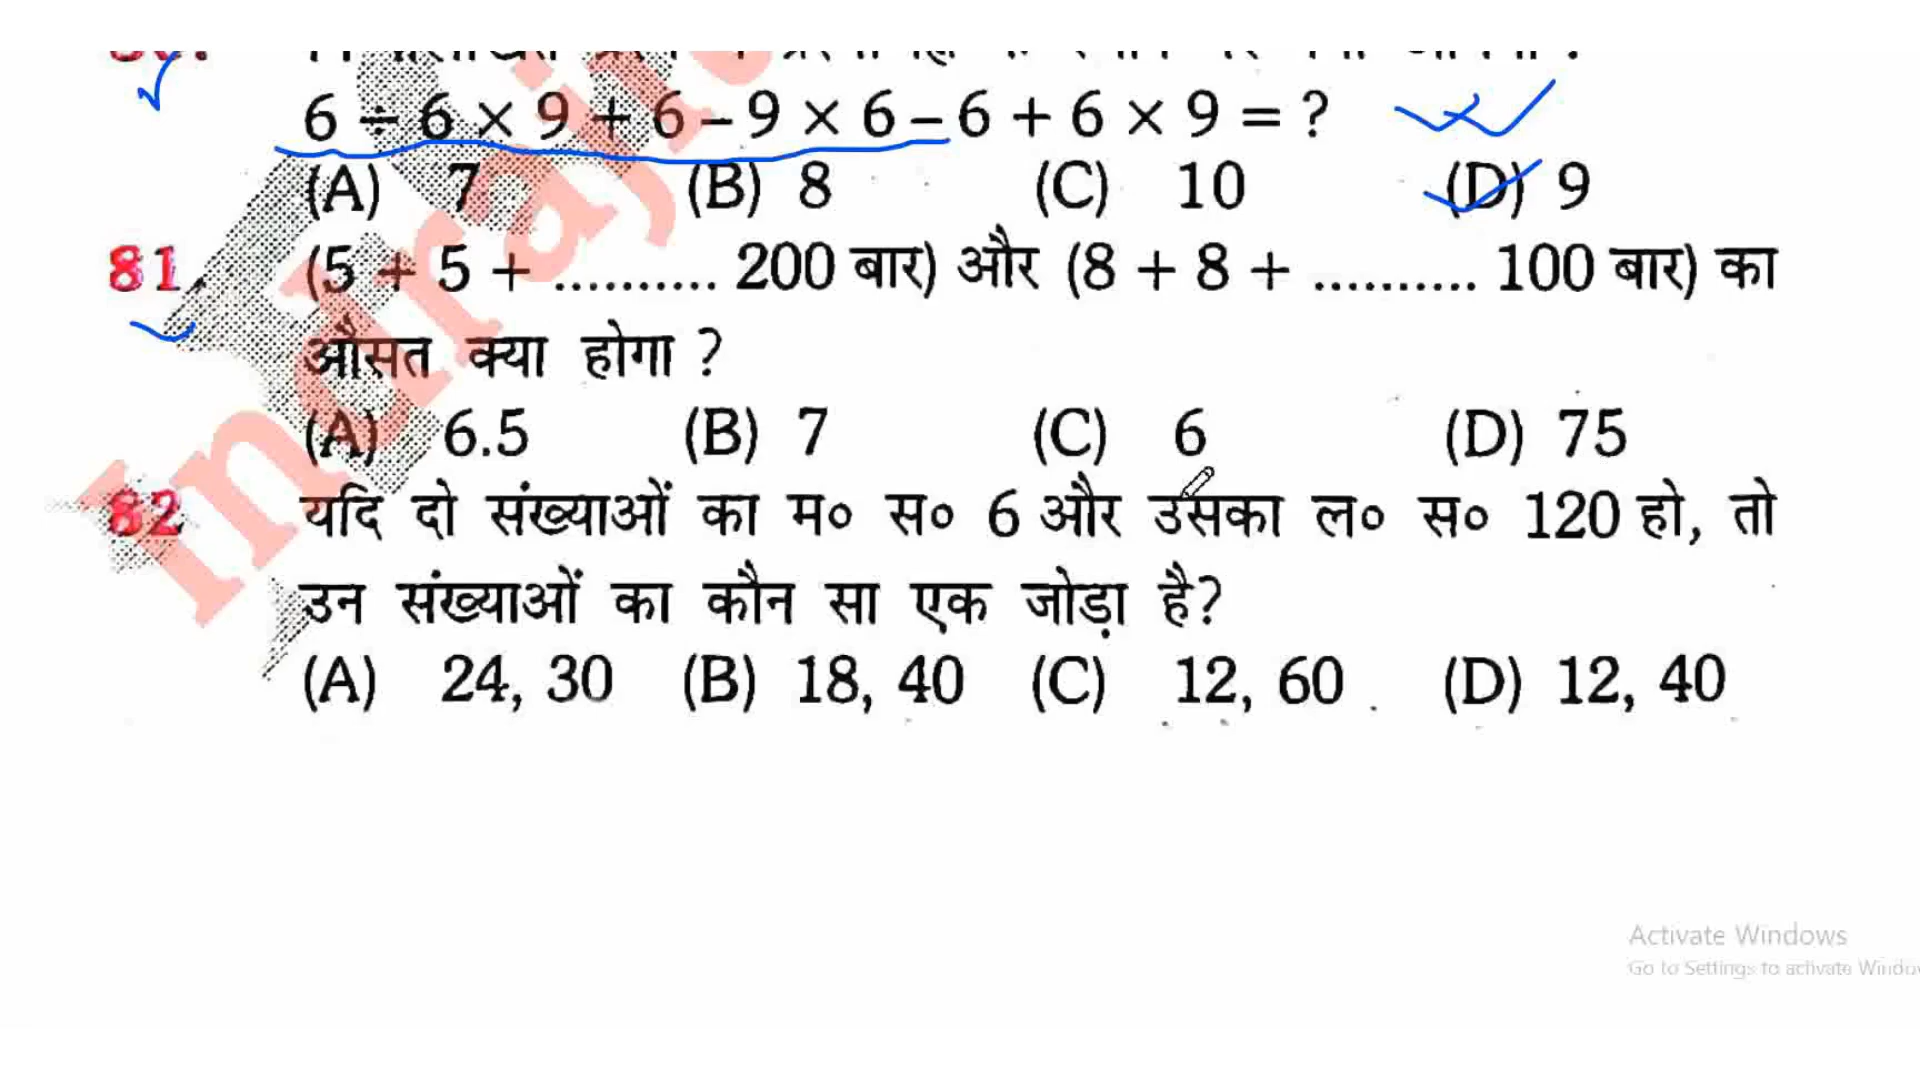 6 ÷ 6 × 9 + 6 – 9 × 6 – 6 + 6 × 9 = ?
(A) 7 (B) 8 (C) 10 (D) 9
81. (5 + 5 + .......... 200 बार) और (8 + 8 + .......... 100 बार) का
औसत क्या होगा ?
(A) 6.5 (B) 7 (C) 6 (D) 75
82 यदि दो संख्याओं का म० स० 6 और उसका ल० स० 120 हो, तो
उन संख्याओं का कौन सा एक जोड़ा है?
(A) 24, 30 (B) 18, 40 (C) 12, 60 (D) 12, 40
Indraj
Activate Windows
Go to Settings to activate Windo